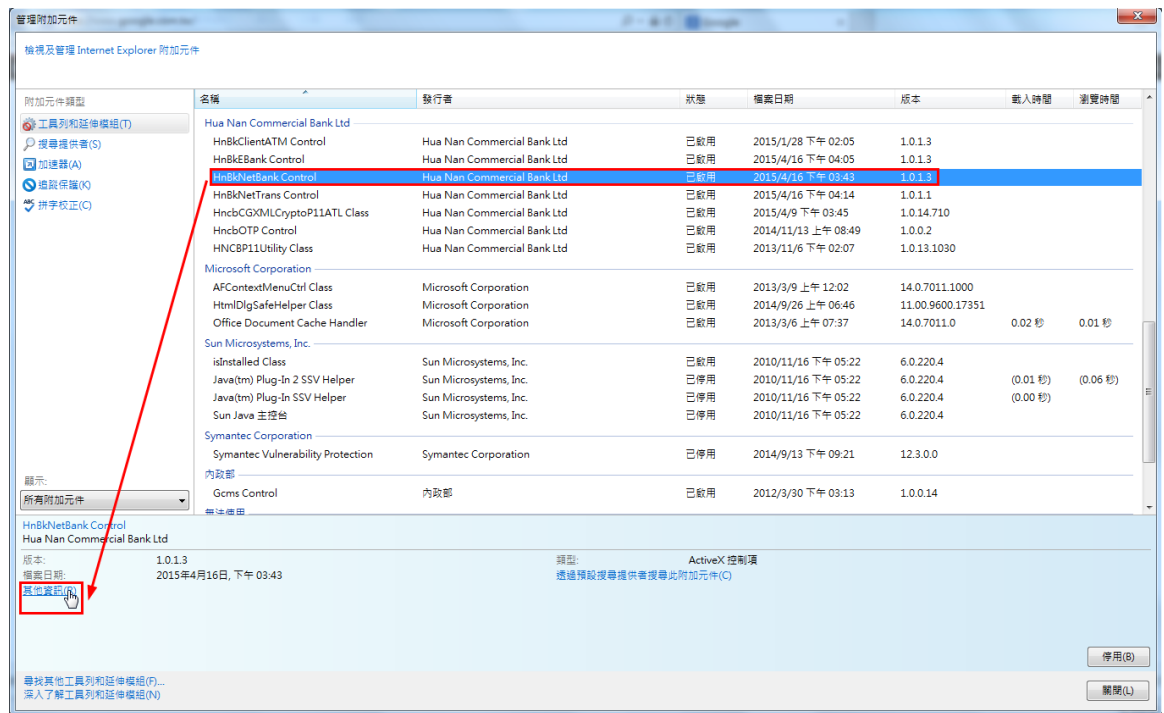 管理附加元件
檢視及管理 Internet Explorer 附加元件
附加元件類型
工具列和延伸模組(T)
搜尋提供者(S)
加速器(A)
追蹤保護(K)
拼字校正(C)
顯示:
所有附加元件
名稱 發行者 狀態 檔案日期 版本 載入時間 瀏覽時間
Hua Nan Commercial Bank Ltd
HnBkClientATM Control Hua Nan Commercial Bank Ltd 已啟用 2015/1/28 下午 02:05 1.0.1.3
HnBkEBank Control Hua Nan Commercial Bank Ltd 已啟用 2015/4/16 下午 04:05 1.0.1.3
HnBkNetBank Control Hua Nan Commercial Bank Ltd 已啟用 2015/4/16 下午 03:43 1.0.1.3
HnBkNetTrans Control Hua Nan Commercial Bank Ltd 已啟用 2015/4/16 下午 04:14 1.0.1.1
HncbCGXMLCryptoP11ATL Class Hua Nan Commercial Bank Ltd 已啟用 2015/4/9 下午 03:45 1.0.14.710
HncbOTP Control Hua Nan Commercial Bank Ltd 已啟用 2014/11/13 上午 08:49 1.0.0.2
HNCBP11Utility Class Hua Nan Commercial Bank Ltd 已啟用 2013/11/6 下午 02:07 1.0.13.1030
Microsoft Corporation
AFContextMenuCtrl Class Microsoft Corporation 已啟用 2013/3/9 上午 12:02 14.0.7011.1000
HtmlDlgSafeHelper Class Microsoft Corporation 已啟用 2014/9/26 上午 06:46 11.00.9600.17351
Office Document Cache Handler Microsoft Corporation 已啟用 2013/3/6 上午 07:37 14.0.7011.0 0.02 秒 0.01 秒
Sun Microsystems, Inc.
isInstalled Class Sun Microsystems, Inc. 已啟用 2010/11/16 下午 05:22 6.0.220.4
Java(tm) Plug-In 2 SSV Helper Sun Microsystems, Inc. 已停用 2010/11/16 下午 05:22 6.0.220.4 (0.01 秒) (0.06 秒)
Java(tm) Plug-In SSV Helper Sun Microsystems, Inc. 已停用 2010/11/16 下午 05:22 6.0.220.4 (0.00 秒)
Sun Java 主控台 Sun Microsystems, Inc. 已停用 2010/11/16 下午 05:22 6.0.220.4
Symantec Corporation
Symantec Vulnerability Protection Symantec Corporation 已停用 2014/9/13 下午 09:21 12.3.0.0
內政部
Gcms Control 內政部 已啟用 2012/3/30 下午 03:13 1.0.0.14
無法使用
HnBkNetBank Control
Hua Nan Commercial Bank Ltd
版本: 1.0.1.3 類型: ActiveX 控制項
檔案日期: 2015年4月16日, 下午 03:43 透過預設搜尋提供者搜尋此附加元件(C)
其他資訊(R)
停用(B)
尋找其他工具列和延伸模組(F)...
深入了解工具列和延伸模組(N)
關閉(L)